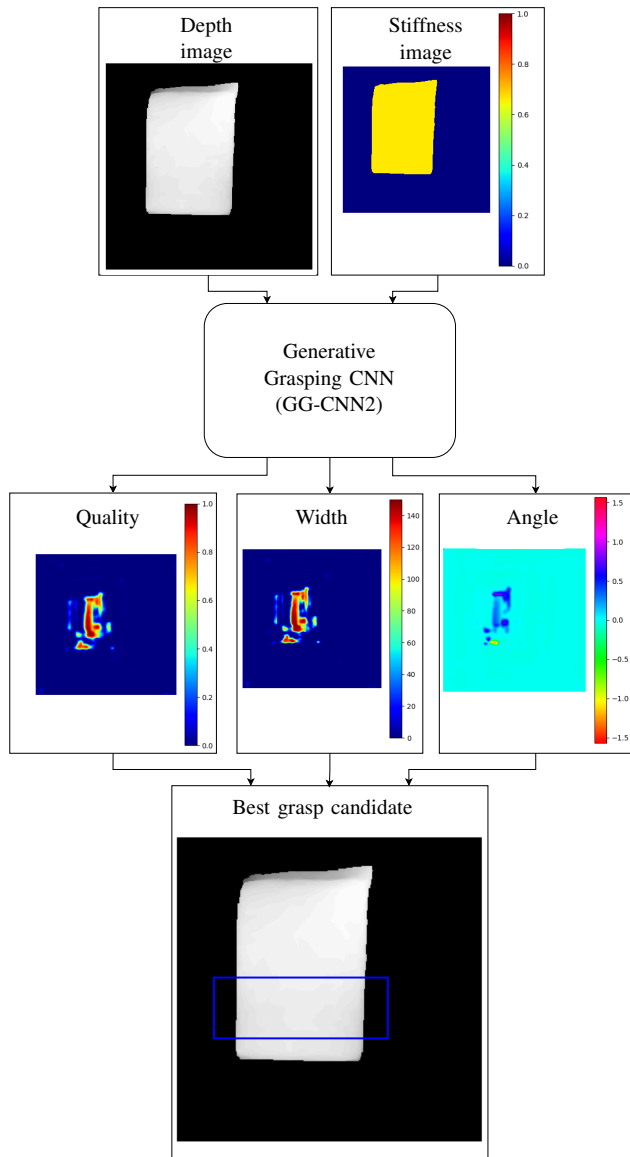 Depth
image
Stiffness
image
1.0
0.8
0.6
0.4
0.2
0.0
Generative
Grasping CNN
(GG-CNN2)
Quality
1.0
0.8
0.6
0.4
0.2
0.0
Width
140
120
100
80
60
40
20
0
Angle
1.5
1.0
0.5
0.0
−0.5
−1.0
−1.5
Best grasp candidate